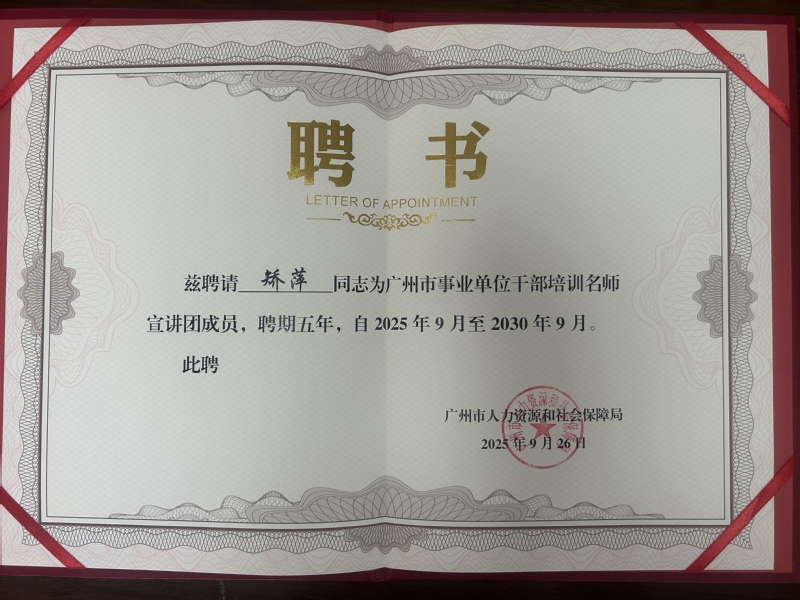 聘 书
LETTER OF APPOINTMENT
兹聘请 矫萍 同志为广州市事业单位干部培训名师
宣讲团成员，聘期五年，自 2025 年 9 月至 2030 年 9 月。
此聘
广州市人力资源和社会保障局
2025 年 9 月 26 日